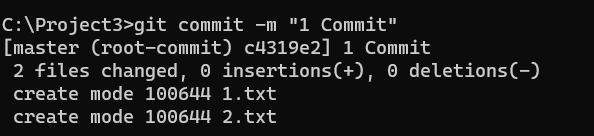 C:\Project3>git commit -m "1 Commit"
[master (root-commit) c4319e2] 1 Commit
 2 files changed, 0 insertions(+), 0 deletions(-)
 create mode 100644 1.txt
 create mode 100644 2.txt